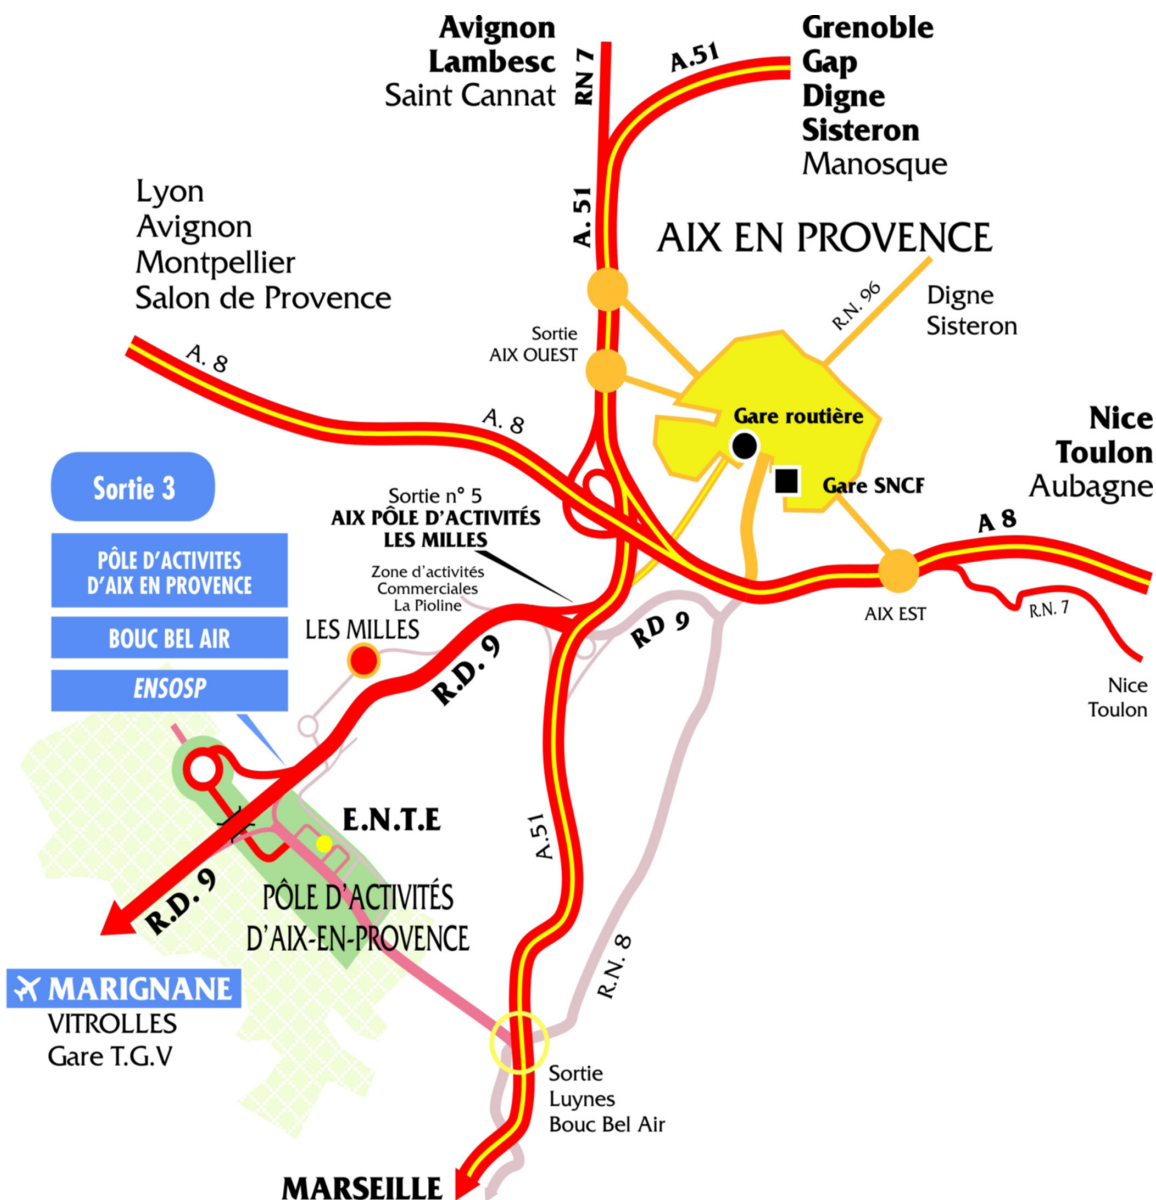 Avignon
Lambesc
Saint Cannat
RN 7
A.51
Grenoble
Gap
Digne
Sisteron
Manosque
Lyon
Avignon
Montpellier
Salon de Provence
A. 51
AIX EN PROVENCE
R.N. 96
Digne
Sisteron
Sortie
AIX OUEST
A. 8
A. 8
Gare routière
Gare SNCF
Nice
Toulon
Aubagne
A 8
Sortie 3
PÔLE D'ACTIVITES
D'AIX EN PROVENCE
BOUC BEL AIR
ENSOSP
Sortie n° 5
AIX PÔLE D'ACTIVITÉS
LES MILLES
Zone d'activités
Commerciales
La Pioline
LES MILLES
R.D. 9
RD 9
AIX EST
R.N. 7
Nice
Toulon
E.N.T.E
A.51
PÔLE D'ACTIVITÉS
D'AIX-EN-PROVENCE
R.D. 9
R.N. 8
MARIGNANE
VITROLLES
Gare T.G.V
Sortie
Luynes
Bouc Bel Air
MARSEILLE